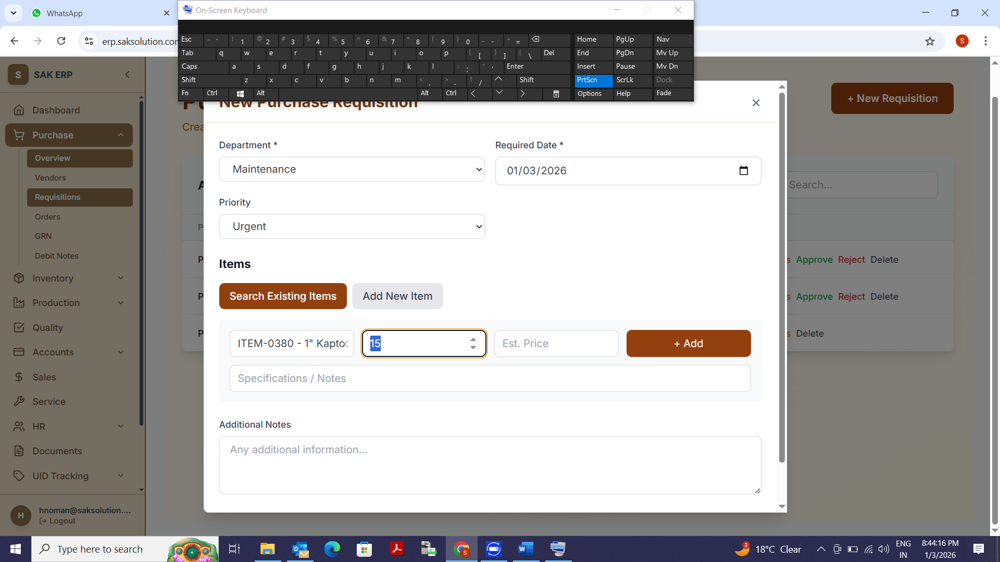 WhatsApp
On-Screen Keyboard
erp.saksolution.co
Esc ~ ` ! 1 @ 2 # 3 $ 4 % 5 ^ 6 & 7 * 8 ( 9 ) 0 _ - + = Home PgUp Nav
Tab q w e r t y u i o p { [ } ] | \ Del End PgDn Mv Up
Caps a s d f g h j k l : ; " ' Enter Insert Pause Mv Dn
Shift z x c v b n m < , > . ? / Shift PrtScn ScrLk Dock
Fn Ctrl Alt Alt Ctrl Options Help Fade
S
S SAK ERP
Dashboard
Purchase
Overview
Vendors
Requisitions
Orders
GRN
Debit Notes
Inventory
Production
Quality
Accounts
Sales
Service
HR
Documents
UID Tracking
H hnoman@saksolution....
Logout
+ New Requisition
Crea
Search...
Approve Reject Delete
Approve Reject Delete
Delete
New Purchase Requisition
Department *
Maintenance
Required Date *
01/03/2026
Priority
Urgent
Items
Search Existing Items
Add New Item
ITEM-0380 - 1" Kapto
15
Est. Price
+ Add
Specifications / Notes
Additional Notes
Any additional information...
Type here to search
2
18°C Clear
ENG
IN
8:44:16 PM
1/3/2026